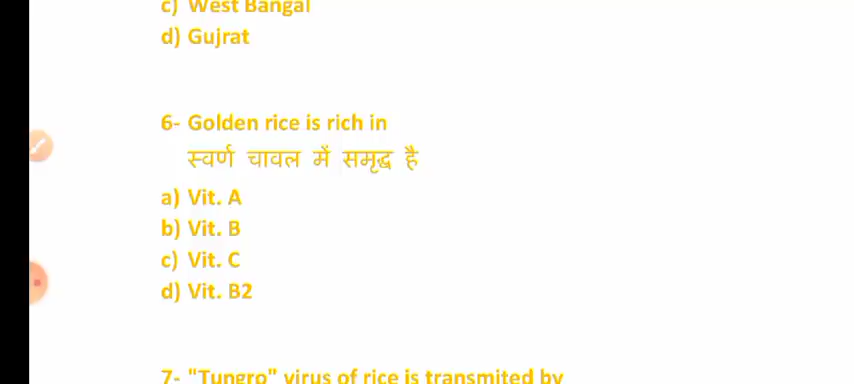 c) West Bangal
d) Gujrat
6- Golden rice is rich in
स्वर्ण चावल में समृद्ध है
a) Vit. A
b) Vit. B
c) Vit. C
d) Vit. B2
7- "Tungro" virus of rice is transmited by